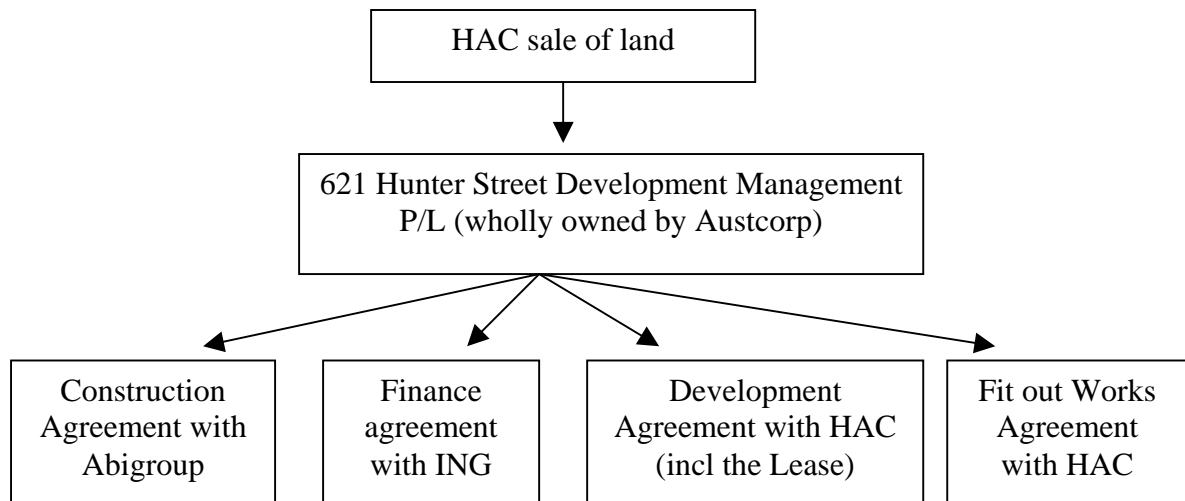 HAC sale of land
621 Hunter Street Development Management
P/L (wholly owned by Austcorp)
Construction
Agreement with
Abigroup
Finance
agreement
with ING
Development
Agreement with HAC
(incl the Lease)
Fit out Works
Agreement
with HAC